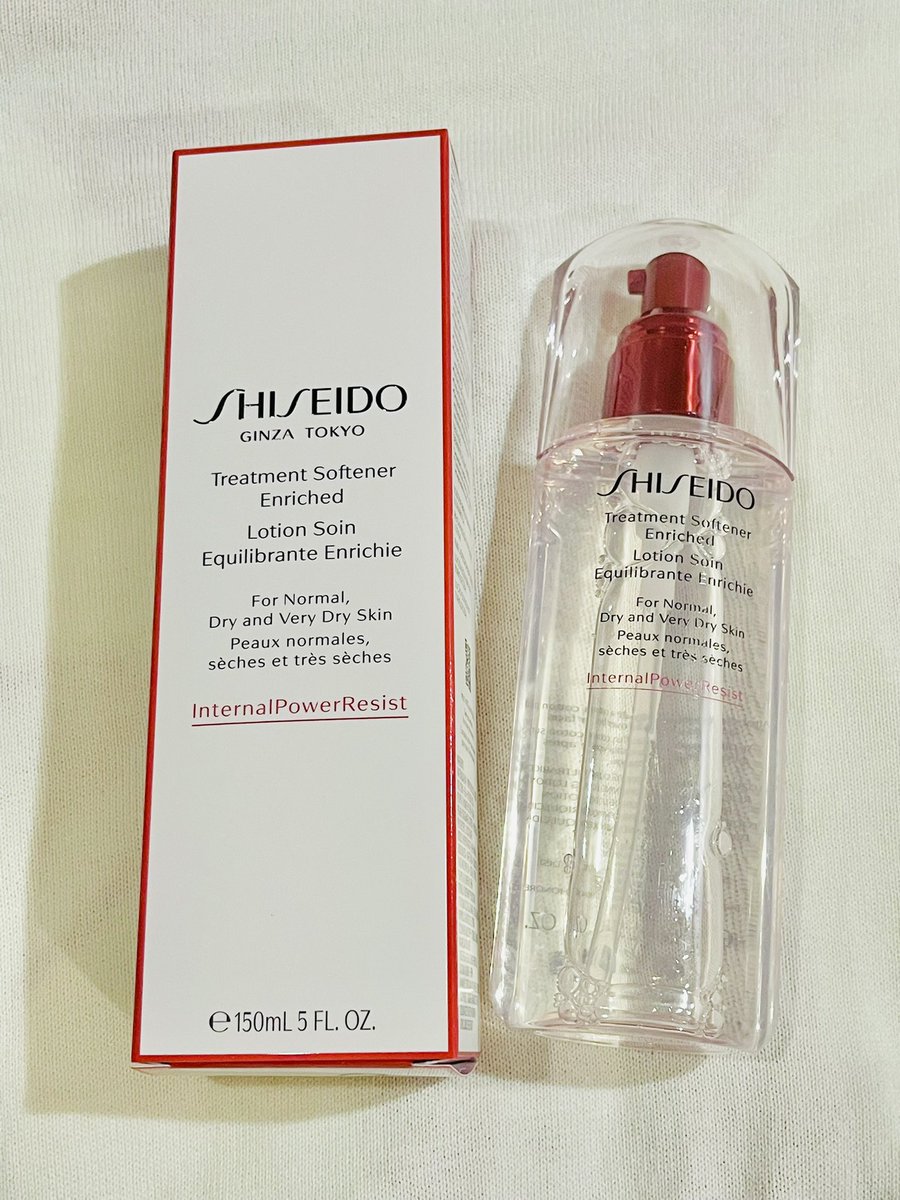 SHISEIDO
GINZA TOKYO
Treatment Softener
Enriched
Lotion Soin
Equilibrante Enrichie
For Normal,
Dry and Very Dry Skin
Peaux normales,
sèches et très sèches
InternalPowerResist
℮150mL 5 FL. OZ.
SHISEIDO
Treatment Softener
Enriched
Lotion Soin
Equilibrante Enrichie
For Normal,
Dry and Very Dry Skin
Peaux normales,
sèches et très sèches
InternalPowerResist